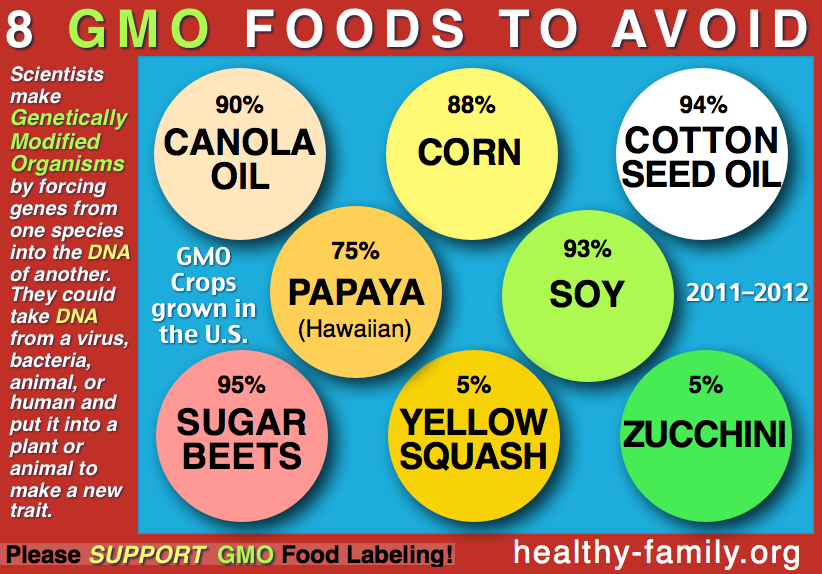 8 GMO FOODS TO AVOID
Scientists
make
Genetically
Modified
Organisms
by forcing
genes from
one species
into the DNA
of another.
They could
take DNA
from a virus,
bacteria,
animal, or
human and
put it into a
plant or
animal to
make a new
trait.
90%
CANOLA
OIL
88%
CORN
94%
COTTON
SEED OIL
GMO
Crops
grown in
the U.S.
75%
PAPAYA
(Hawaiian)
93%
SOY
2011–2012
95%
SUGAR
BEETS
5%
YELLOW
SQUASH
5%
ZUCCHINI
Please SUPPORT GMO Food Labeling!
healthy-family.org